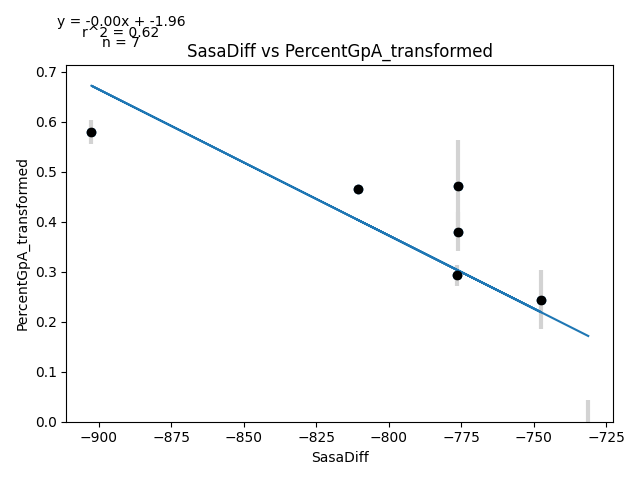 y = -0.00x + -1.96
r^2 = 0.62
n = 7
SasaDiff vs PercentGpA_transformed
0.7
0.6
0.5
0.4
0.3
0.2
0.1
0.0
PercentGpA_transformed
−900 −875 −850 −825 −800 −775 −750 −725
SasaDiff